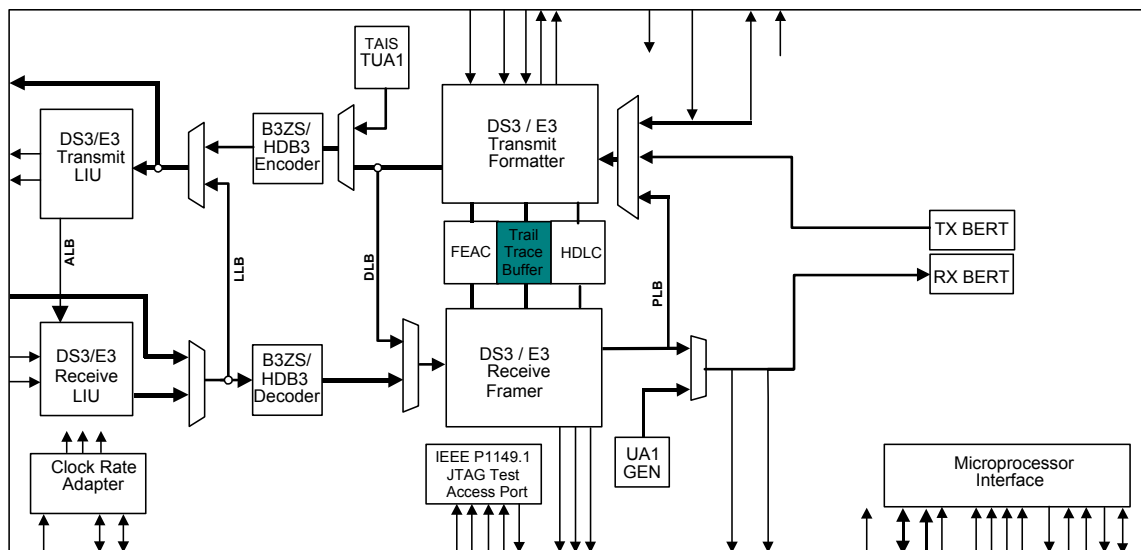 TAIS
TUA1
DS3/E3
Transmit
LIU
B3ZS/
HDB3
Encoder
DS3 / E3
Transmit
Formatter
FEAC
Trail
Trace
Buffer
HDLC
TX BERT
RX BERT
ALB
LLB
DLB
PLB
DS3/E3
Receive
LIU
B3ZS/
HDB3
Decoder
DS3 / E3
Receive
Framer
UA1
GEN
Clock Rate
Adapter
IEEE P1149.1
JTAG Test
Access Port
Microprocessor
Interface